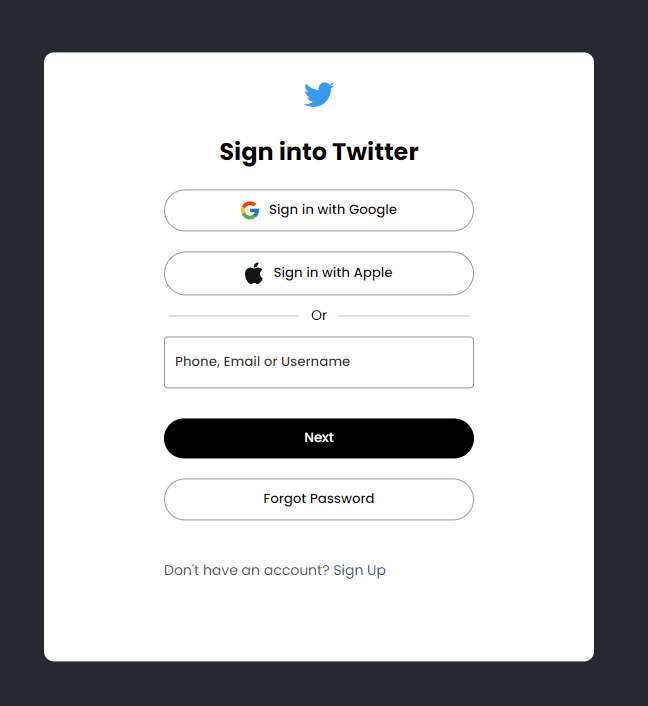 Sign into Twitter
Sign in with Google
Sign in with Apple
Or
Phone, Email or Username
Next
Forgot Password
Don't have an account? Sign Up